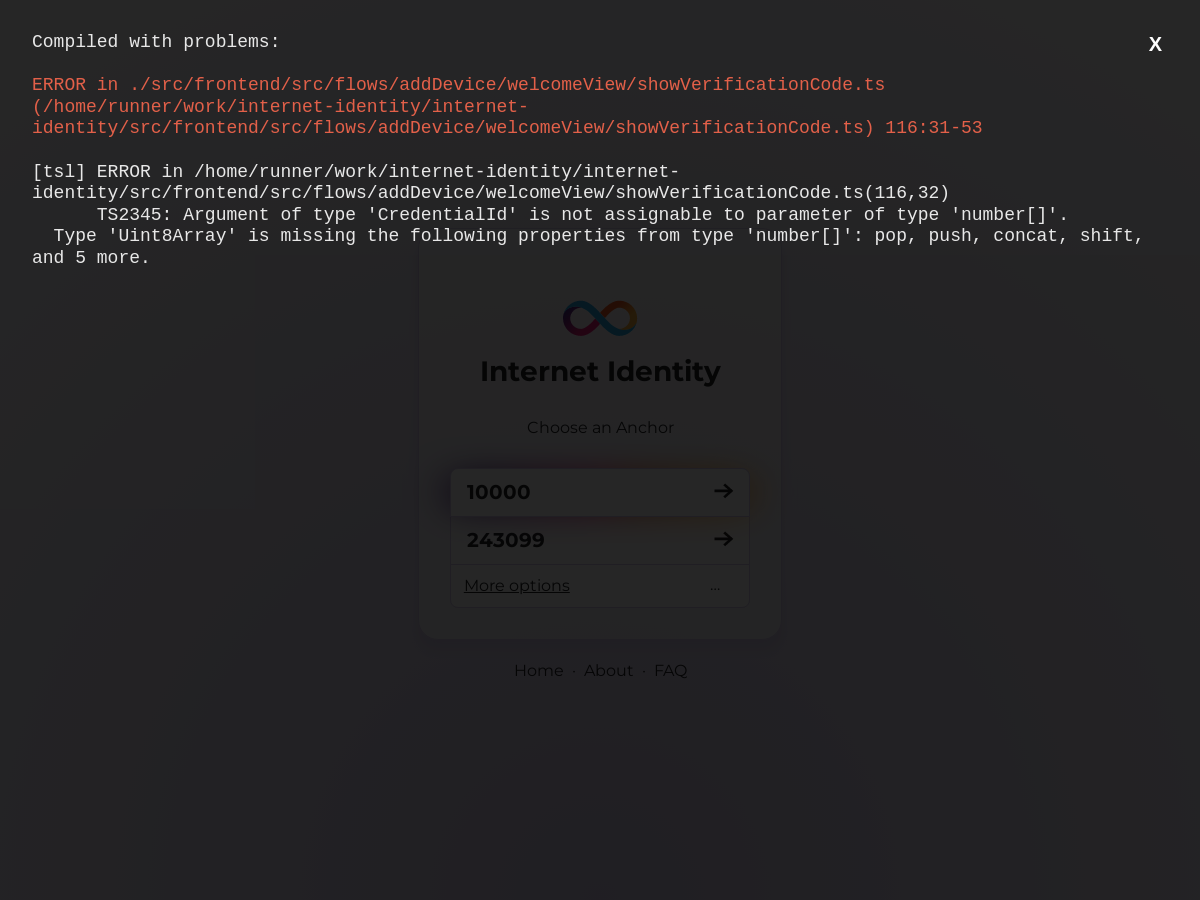 Compiled with problems:
X
ERROR in ./src/frontend/src/flows/addDevice/welcomeView/showVerificationCode.ts
(/home/runner/work/internet-identity/internet-
identity/src/frontend/src/flows/addDevice/welcomeView/showVerificationCode.ts) 116:31-53
[tsl] ERROR in /home/runner/work/internet-identity/internet-
identity/src/frontend/src/flows/addDevice/welcomeView/showVerificationCode.ts(116,32)
TS2345: Argument of type 'CredentialId' is not assignable to parameter of type 'number[]'.
Type 'Uint8Array' is missing the following properties from type 'number[]': pop, push, concat, shift,
and 5 more.
Internet Identity
Choose an Anchor
10000
243099
More options ...
Home · About · FAQ